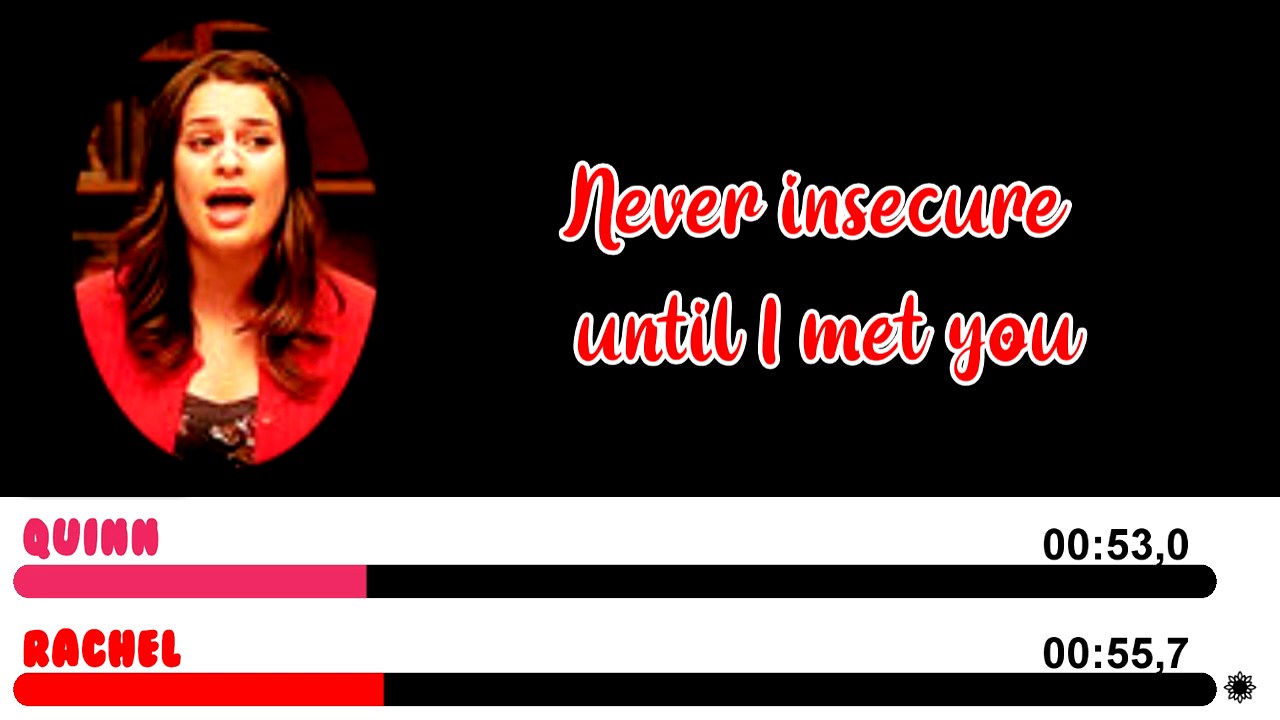 Never insecure
until I met you
QUINN
00:53,0
RACHEL
00:55,7